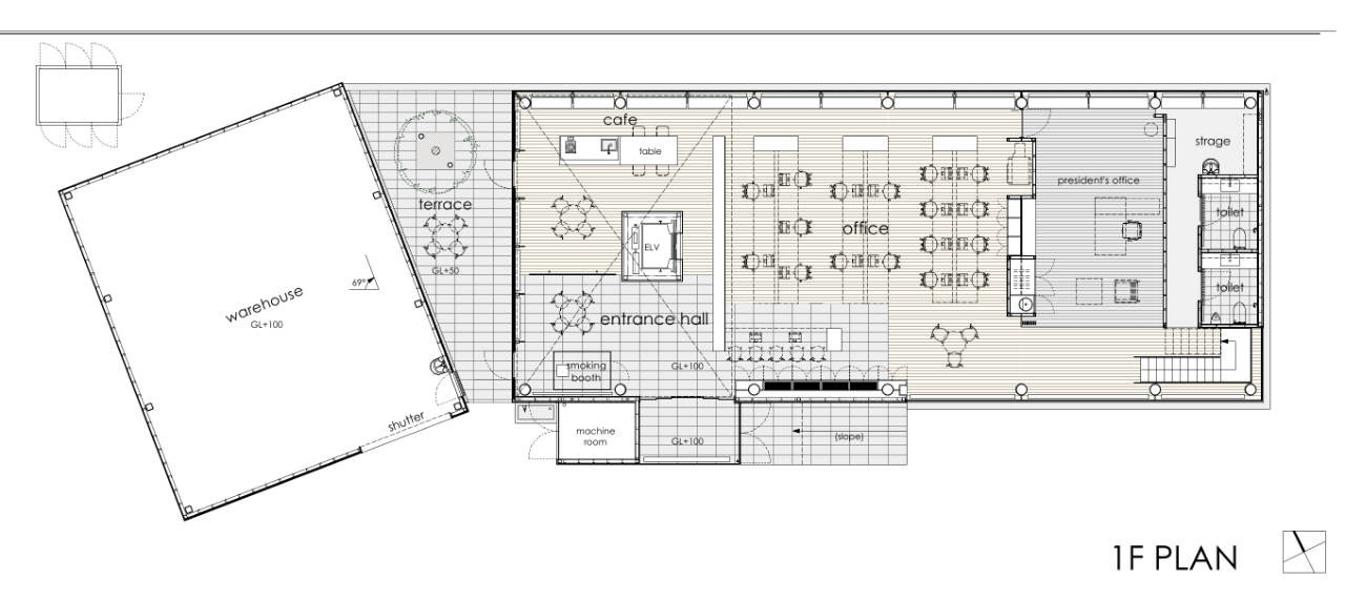 cafe
table
strage
president's office
terrace
toilet
office
ELV
GL+50
69°
warehouse
toilet
GL+100
entrance hall
smoking
booth
GL+100
shutter
machine
room
GL+100
(slope)
1F PLAN